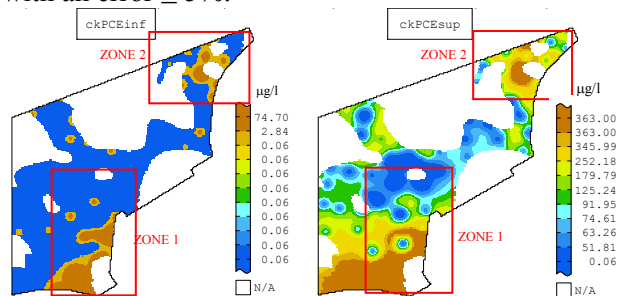 with an error ≤ 5%.
ckPCEinf
ZONE 2
µg/l
74.70
2.84
0.06
0.06
0.06
0.06
0.06
0.06
0.06
0.06
N/A
ZONE 1
ckPCEsup
ZONE 2
µg/l
363.00
363.00
345.99
252.18
179.79
125.24
91.95
74.61
63.26
51.81
0.06
N/A
ZONE 1